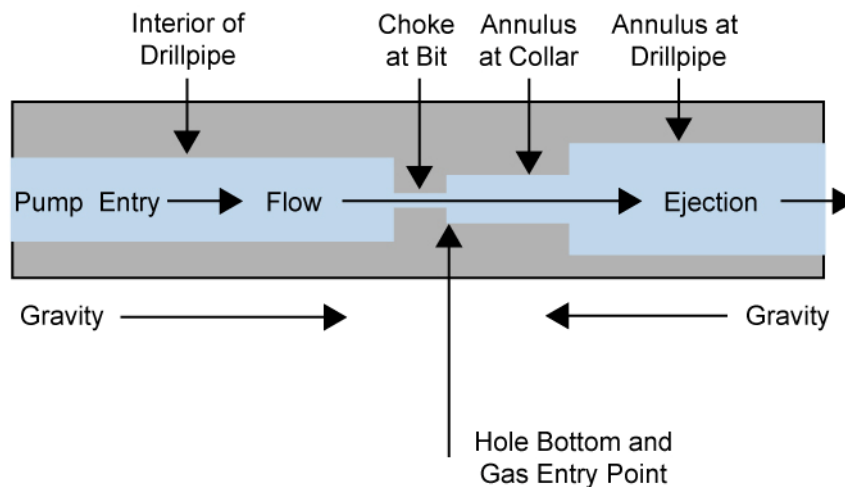 Interior of
Drillpipe
Choke
at Bit
Annulus
at Collar
Annulus at
Drillpipe
Pump Entry
Flow
Ejection
Gravity
Gravity
Hole Bottom and
Gas Entry Point